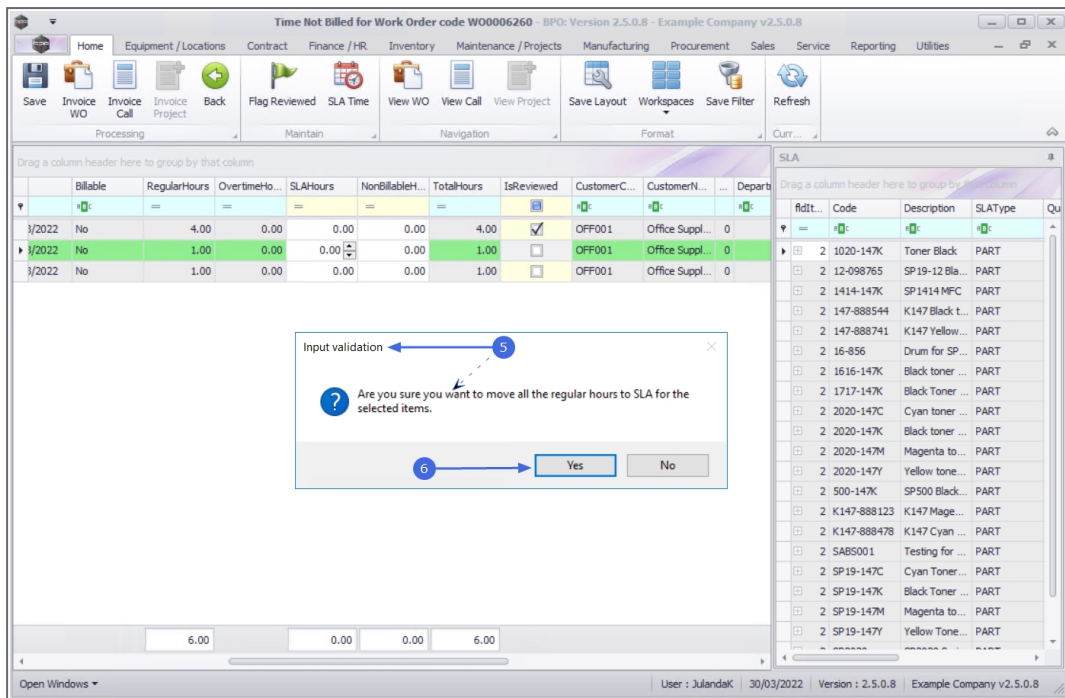 Time Not Billed for Work Order code WO0006260 - BPO: Version 2.5.0.8 - Example Company v2.5.0.8
Home Equipment / Locations Contract Finance / HR Inventory Maintenance / Projects Manufacturing Procurement Sales Service Reporting Utilities
Save Invoice WO Invoice Call Invoice Project Back Flag Reviewed SLA Time View WO View Call View Project Save Layout Workspaces Save Filter Refresh
Processing Maintain Navigation Format Curr...
Drag a column header here to group by that column
Billable RegularHours OvertimeHo... SLAHours NonBillableH... TotalHours IsReviewed CustomerC... CustomerN... ... Departm
= = = = =
3/2022 No 4.00 0.00 0.00 0.00 4.00 OFF001 Office Suppl... 0
3/2022 No 1.00 0.00 0.00 0.00 1.00 OFF001 Office Suppl... 0
3/2022 No 1.00 0.00 0.00 0.00 1.00 OFF001 Office Suppl... 0
Input validation 5
Are you sure you want to move all the regular hours to SLA for the
selected items.
6 Yes No
6.00 0.00 0.00 6.00
SLA
Drag a column header here to group by that column
fldIt... Code Description SLAType Qu
=
2 1020-147K Toner Black PART
2 12-098765 SP19-12 Bla... PART
2 1414-147K SP1414 MFC PART
2 147-888544 K147 Black t... PART
2 147-888741 K147 Yellow... PART
2 16-856 Drum for SP... PART
2 1616-147K Black toner ... PART
2 1717-147K Black Toner ... PART
2 2020-147C Cyan toner ... PART
2 2020-147K Black toner ... PART
2 2020-147M Magenta to... PART
2 2020-147Y Yellow tone... PART
2 500-147K SP500 Black... PART
2 K147-888123 K147 Mage... PART
2 K147-888478 K147 Cyan ... PART
2 SABS001 Testing for ... PART
2 SP19-147C Cyan Toner... PART
2 SP19-147K Black Toner ... PART
2 SP19-147M Magenta to... PART
2 SP19-147Y Yellow Tone... PART
Open Windows User : JulandaK 30/03/2022 Version : 2.5.0.8 Example Company v2.5.0.8